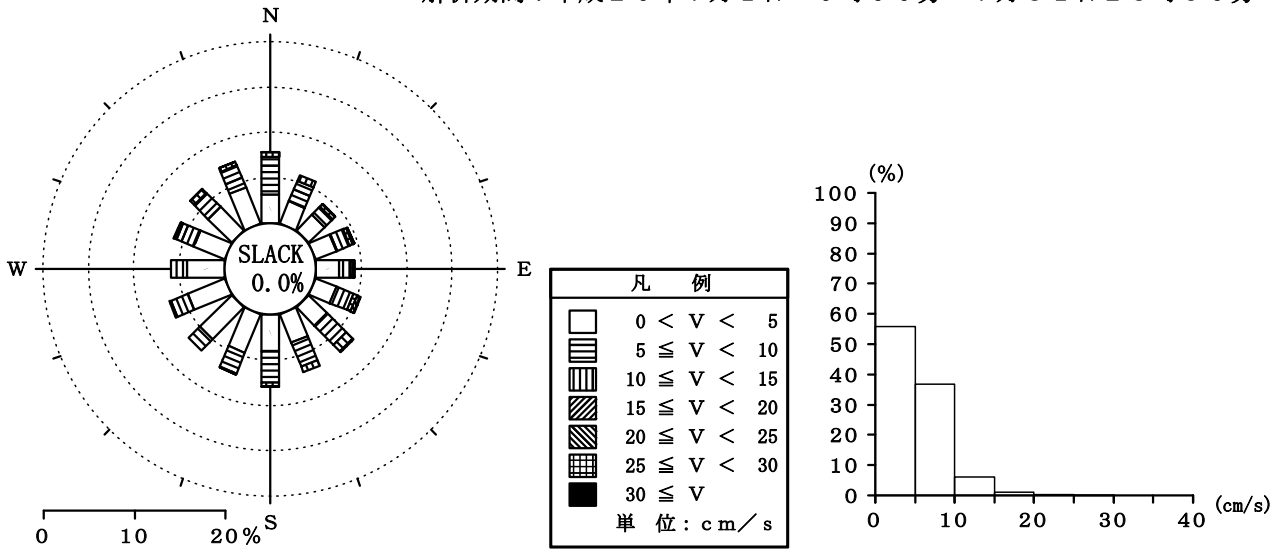 N
W
E
S
SLACK
0.0%
0 10 20%
凡 例
0 < V < 5
5 ≦ V < 10
10 ≦ V < 15
15 ≦ V < 20
20 ≦ V < 25
25 ≦ V < 30
30 ≦ V
単 位：ｃｍ／ｓ
(%)
100
90
80
70
60
50
40
30
20
10
0
0 10 20 30 40 (cm/s)